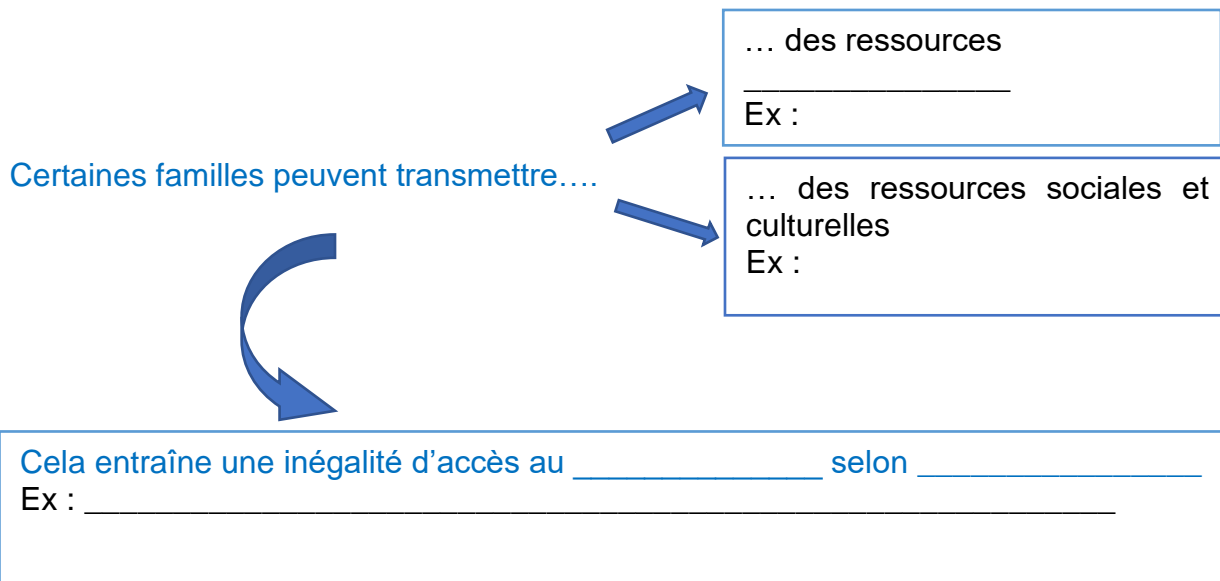 … des ressources
_______________
Ex :
Certaines familles peuvent transmettre….
… des ressources sociales et
culturelles
Ex :
Cela entraîne une inégalité d’accès au ______________ selon ________________
Ex : __________________________________________________________